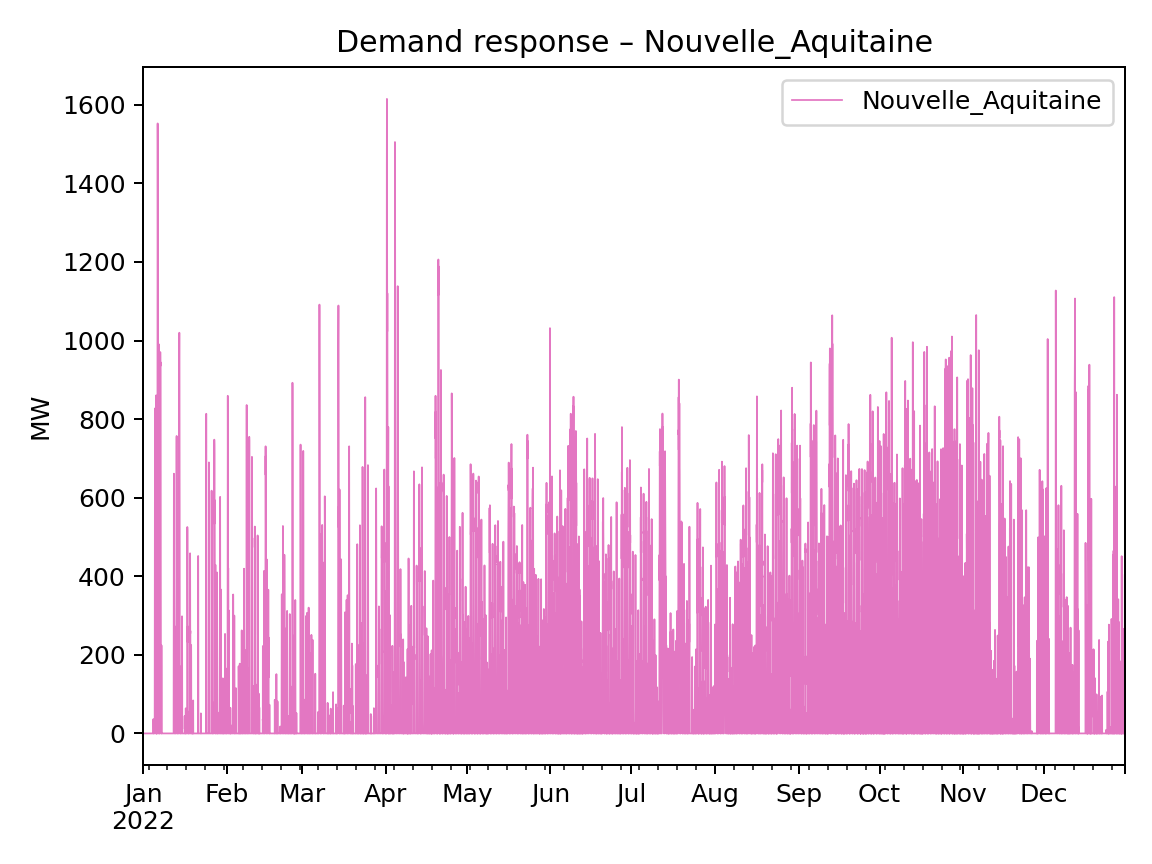 Demand response – Nouvelle_Aquitaine
Nouvelle_Aquitaine
1600
1400
1200
1000
800
600
400
200
0
MW
Jan Feb Mar Apr May Jun Jul Aug Sep Oct Nov Dec
2022